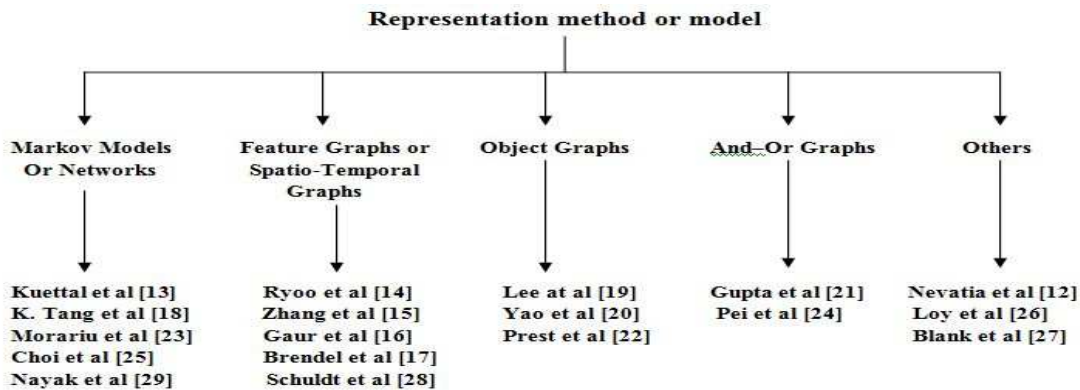 Representation method or model
Markov Models
Or Networks
Feature Graphs or
Spatio-Temporal
Graphs
Object Graphs
And–Or Graphs
Others
Kuettal et al [13]
K. Tang et al [18]
Morariu et al [23]
Choi et al [25]
Nayak et al [29]
Ryoo et al [14]
Zhang et al [15]
Gaur et al [16]
Brendel et al [17]
Schuldt et al [28]
Lee at al [19]
Yao et al [20]
Prest et al [22]
Gupta et al [21]
Pei et al [24]
Nevatia et al [12]
Loy et al [26]
Blank et al [27]